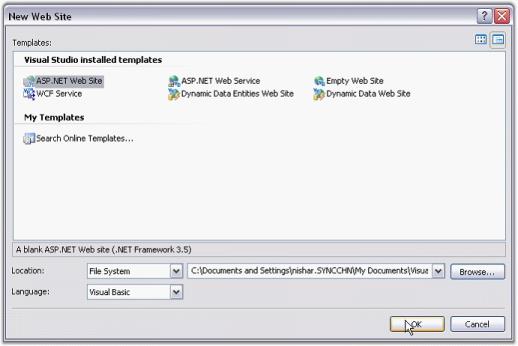 New Web Site
Templates:
Visual Studio installed templates
ASP.NET Web Site ASP.NET Web Service Empty Web Site
WCF Service Dynamic Data Entities Web Site Dynamic Data Web Site
My Templates
Search Online Templates...
A blank ASP.NET Web site (.NET Framework 3.5)
Location: File System C:\Documents and Settings\nishar.SYNCCHN\My Documents\Visua Browse...
Language: Visual Basic
OK Cancel